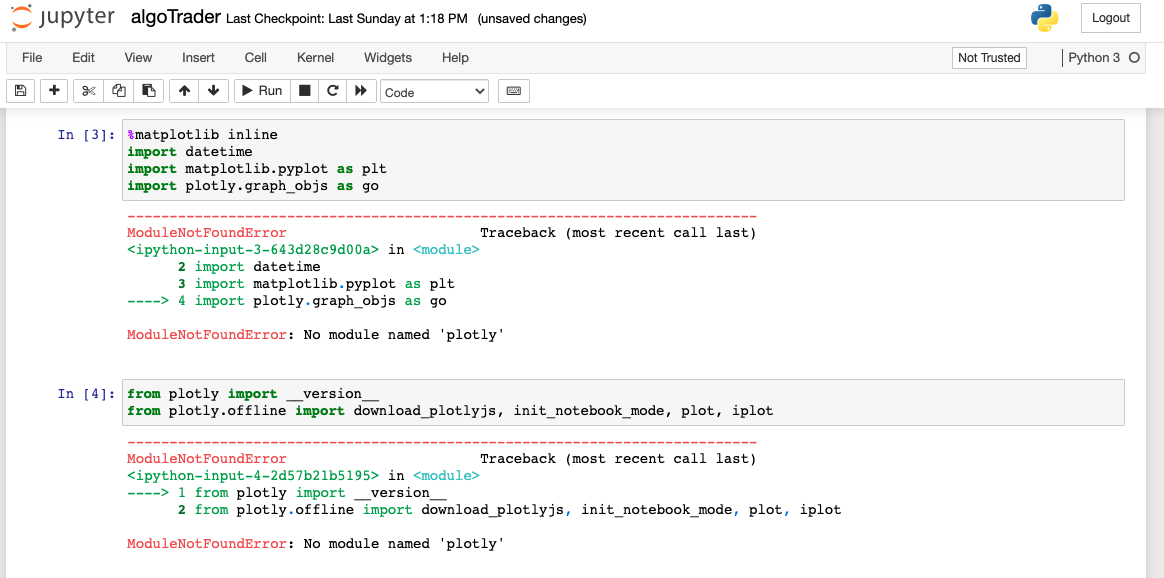 jupyter algoTrader Last Checkpoint: Last Sunday at 1:18 PM (unsaved changes) Logout
File Edit View Insert Cell Kernel Widgets Help Not Trusted Python 3
Run Code
In [3]: %matplotlib inline
import datetime
import matplotlib.pyplot as plt
import plotly.graph_objs as go
---------------------------------------------------------------------------
ModuleNotFoundError Traceback (most recent call last)
<ipython-input-3-643d28c9d00a> in <module>
2 import datetime
3 import matplotlib.pyplot as plt
----> 4 import plotly.graph_objs as go
ModuleNotFoundError: No module named 'plotly'
In [4]: from plotly import __version__
from plotly.offline import download_plotlyjs, init_notebook_mode, plot, iplot
---------------------------------------------------------------------------
ModuleNotFoundError Traceback (most recent call last)
<ipython-input-4-2d57b21b5195> in <module>
----> 1 from plotly import __version__
2 from plotly.offline import download_plotlyjs, init_notebook_mode, plot, iplot
ModuleNotFoundError: No module named 'plotly'